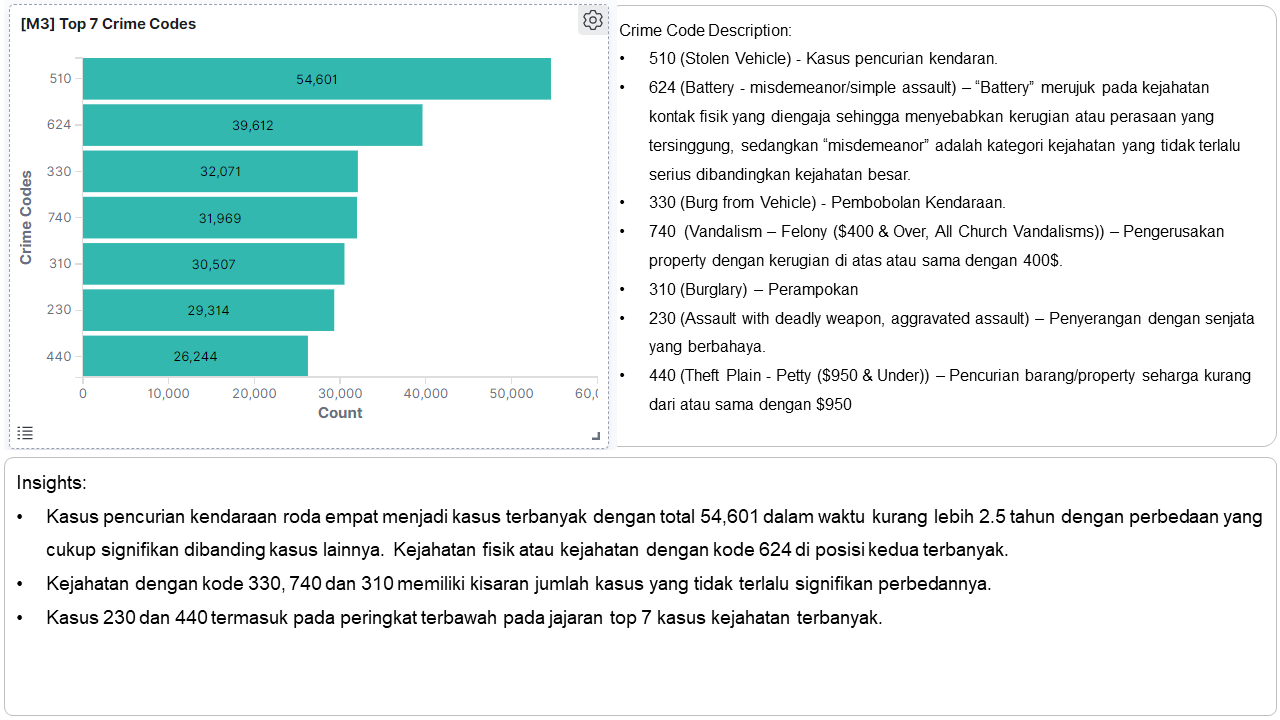 [M3] Top 7 Crime Codes
Crime Codes
510
54,601
624
39,612
330
32,071
740
31,969
310
30,507
230
29,314
440
26,244
0 10,000 20,000 30,000 40,000 50,000 60,(
Count
Crime Code Description:
• 510 (Stolen Vehicle) - Kasus pencurian kendaran.
• 624 (Battery - misdemeanor/simple assault) – “Battery” merujuk pada kejahatan
kontak fisik yang diengaja sehingga menyebabkan kerugian atau perasaan yang
tersinggung, sedangkan “misdemeanor” adalah kategori kejahatan yang tidak terlalu
serius dibandingkan kejahatan besar.
• 330 (Burg from Vehicle) - Pembobolan Kendaraan.
• 740 (Vandalism – Felony ($400 & Over, All Church Vandalisms)) – Pengerusakan
property dengan kerugian di atas atau sama dengan 400$.
• 310 (Burglary) – Perampokan
• 230 (Assault with deadly weapon, aggravated assault) – Penyerangan dengan senjata
yang berbahaya.
• 440 (Theft Plain - Petty ($950 & Under)) – Pencurian barang/property seharga kurang
dari atau sama dengan $950
Insights:
• Kasus pencurian kendaraan roda empat menjadi kasus terbanyak dengan total 54,601 dalam waktu kurang lebih 2.5 tahun dengan perbedaan yang
cukup signifikan dibanding kasus lainnya. Kejahatan fisik atau kejahatan dengan kode 624 di posisi kedua terbanyak.
• Kejahatan dengan kode 330, 740 dan 310 memiliki kisaran jumlah kasus yang tidak terlalu signifikan perbedannya.
• Kasus 230 dan 440 termasuk pada peringkat terbawah pada jajaran top 7 kasus kejahatan terbanyak.